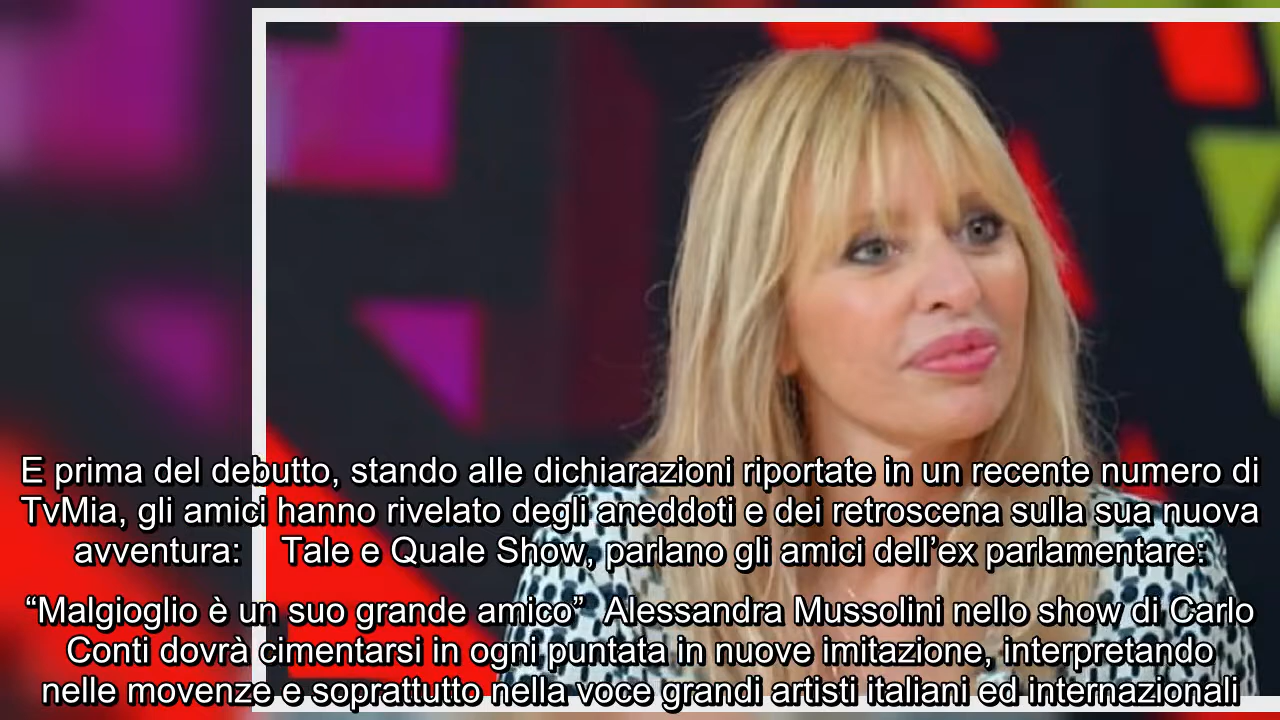 E prima del debutto, stando alle dichiarazioni riportate in un recente numero di
TvMia, gli amici hanno rivelato degli aneddoti e dei retroscena sulla sua nuova
avventura: Tale e Quale Show, parlano gli amici dell’ex parlamentare:
“Malgioglio è un suo grande amico” Alessandra Mussolini nello show di Carlo
Conti dovrà cimentarsi in ogni puntata in nuove imitazione, interpretando
nelle movenze e soprattutto nella voce grandi artisti italiani ed internazionali